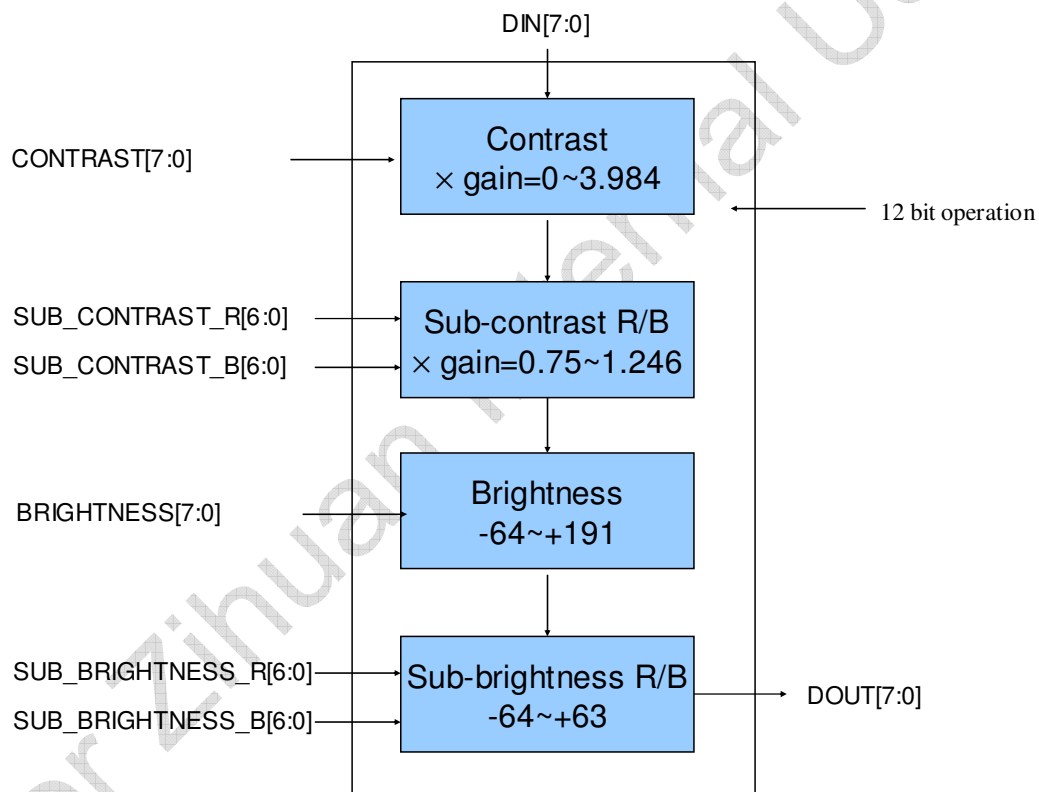 DIN[7:0]
Contrast
× gain=0~3.984
CONTRAST[7:0]
12 bit operation
SUB_CONTRAST_R[6:0]
SUB_CONTRAST_B[6:0]
Sub-contrast R/B
× gain=0.75~1.246
BRIGHTNESS[7:0]
Brightness
-64~+191
SUB_BRIGHTNESS_R[6:0]
SUB_BRIGHTNESS_B[6:0]
Sub-brightness R/B
-64~+63
DOUT[7:0]
Zihuan